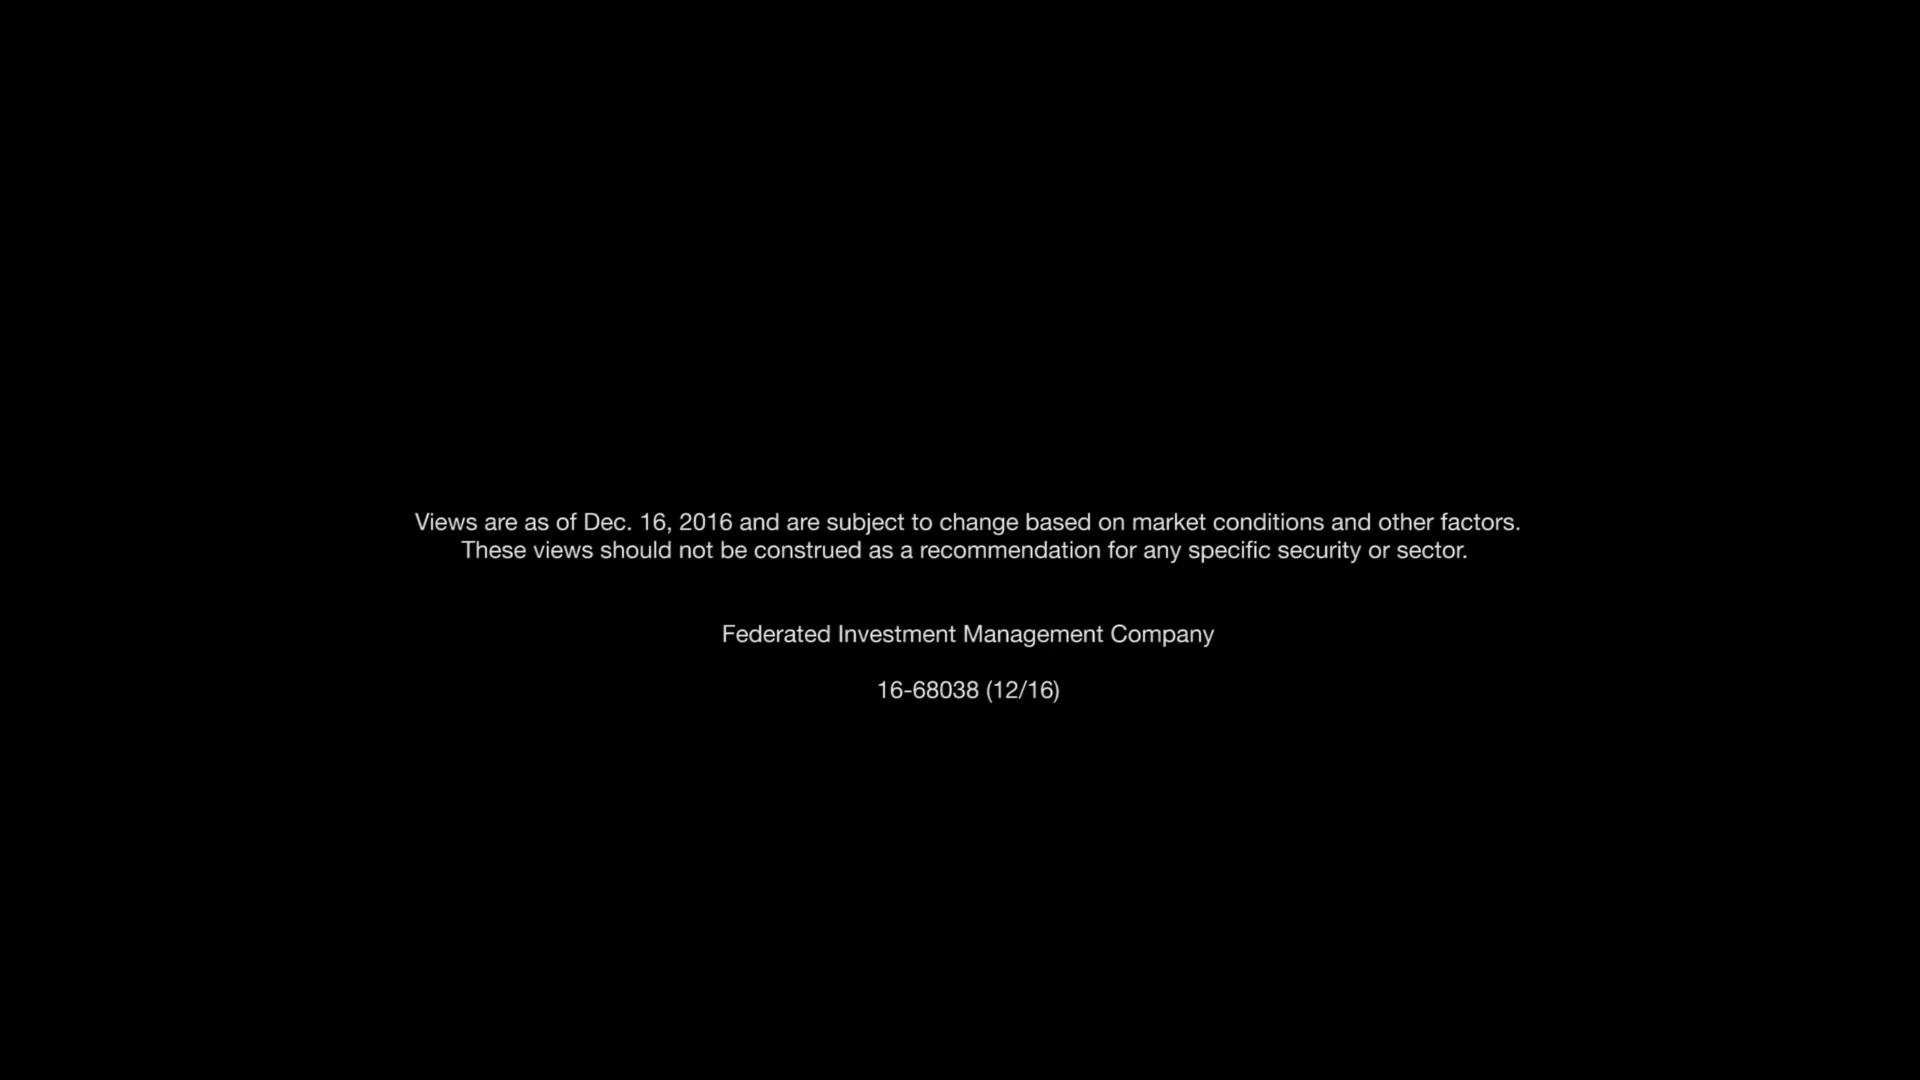 Views are as of Dec. 16, 2016 and are subject to change based on market conditions and other factors.
These views should not be construed as a recommendation for any specific security or sector.
Federated Investment Management Company
16-68038 (12/16)